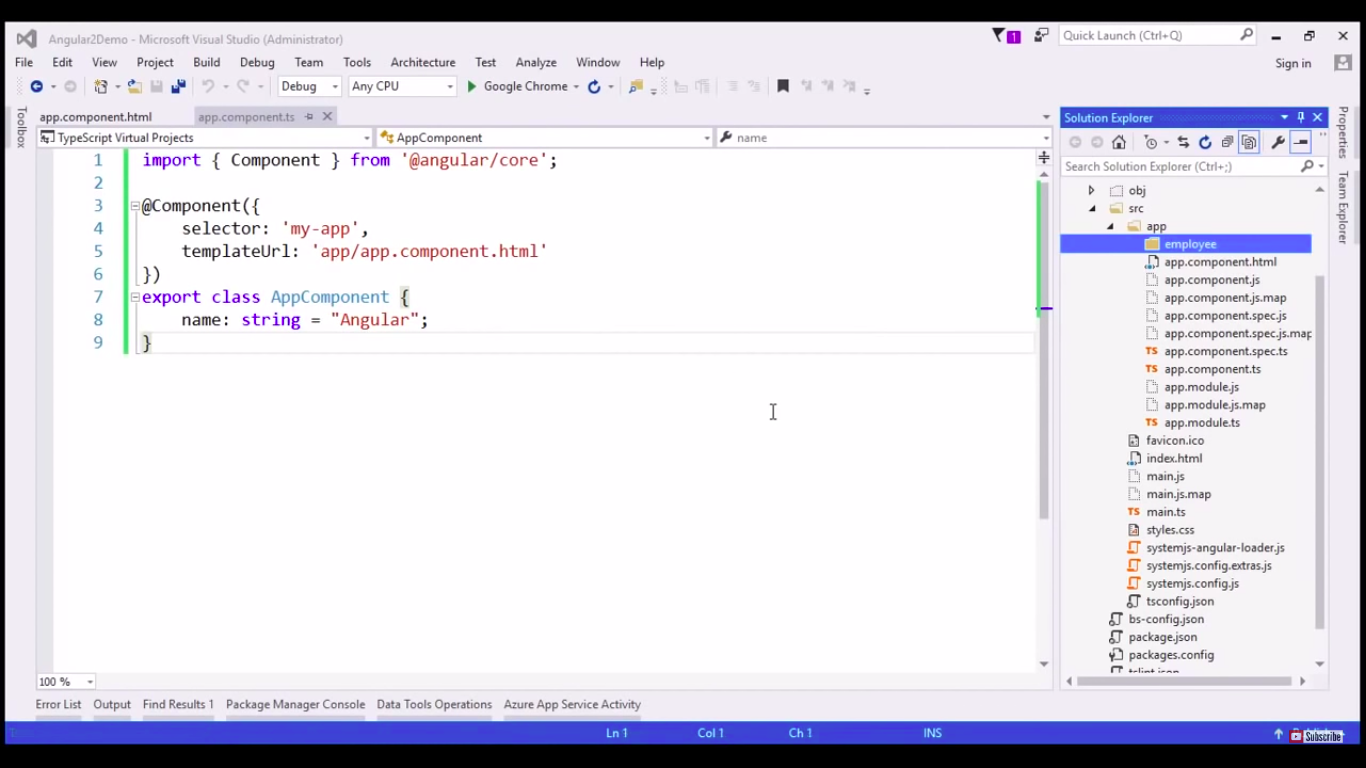 Angular2Demo - Microsoft Visual Studio (Administrator)
1
Quick Launch (Ctrl+Q)
File Edit View Project Build Debug Team Tools Architecture Test Analyze Window Help
Sign in
Debug Any CPU Google Chrome
Toolbox
app.component.html app.component.ts
TypeScript Virtual Projects AppComponent name
1 import { Component } from '@angular/core';
2
3 @Component({
4 selector: 'my-app',
5 templateUrl: 'app/app.component.html'
6 })
7 export class AppComponent {
8 name: string = "Angular";
9 }
100 %
Solution Explorer
Search Solution Explorer (Ctrl+;)
obj
src
app
employee
app.component.html
app.component.js
app.component.js.map
app.component.spec.js
app.component.spec.js.map
app.component.spec.ts
app.component.ts
app.module.js
app.module.js.map
app.module.ts
favicon.ico
index.html
main.js
main.js.map
main.ts
styles.css
systemjs-angular-loader.js
systemjs.config.extras.js
systemjs.config.js
tsconfig.json
bs-config.json
package.json
packages.config
Properties
Team Explorer
Error List Output Find Results 1 Package Manager Console Data Tools Operations Azure App Service Activity
Ln 1 Col 1 Ch 1 INS
Subscribe